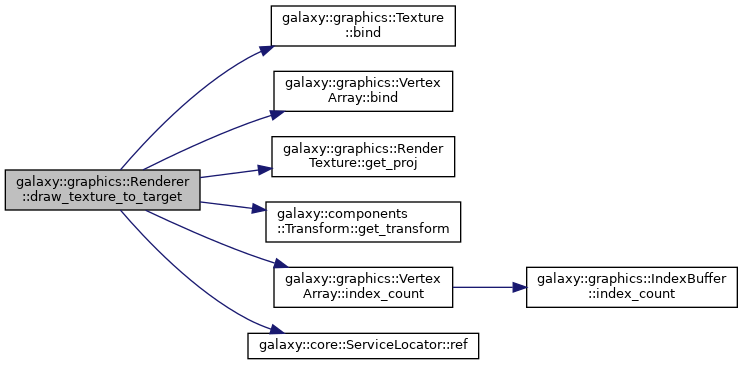 galaxy::graphics::Texture
::bind
galaxy::graphics::Vertex
Array::bind
galaxy::graphics::Render
Texture::get_proj
galaxy::graphics::Renderer
::draw_texture_to_target
galaxy::components
::Transform::get_transform
galaxy::graphics::Vertex
Array::index_count
galaxy::graphics::IndexBuffer
::index_count
galaxy::core::ServiceLocator::ref